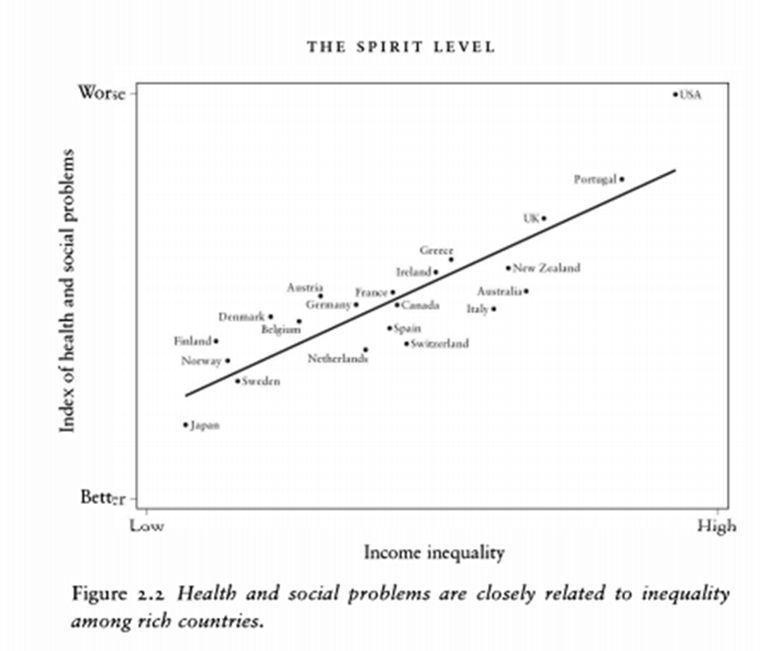 THE SPIRIT LEVEL
Worse
USA
Portugal
UK
Greece
Ireland
New Zealand
Austria
France
Australia
Germany
Canada
Italy
Denmark
Belgium
Spain
Finland
Switzerland
Norway
Netherlands
Sweden
Japan
Index of health and social problems
Better
Low
High
Income inequality
Figure 2.2 Health and social problems are closely related to inequality
among rich countries.